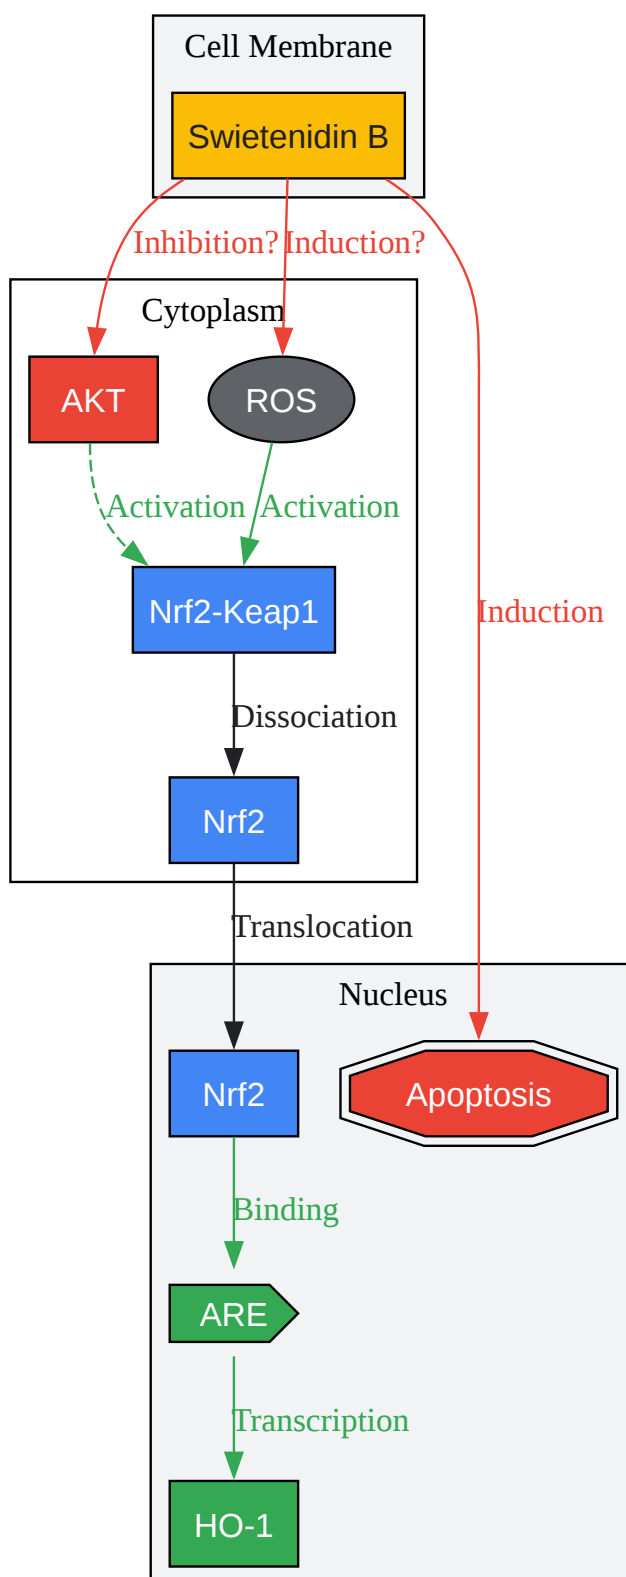 Cell Membrane
Swietenidin B
Inhibition?
Induction?
Cytoplasm
AKT
ROS
Activation
Activation
Nrf2-Keap1
Induction
Dissociation
Nrf2
Translocation
Nucleus
Nrf2
Apoptosis
Binding
ARE
Transcription
HO-1